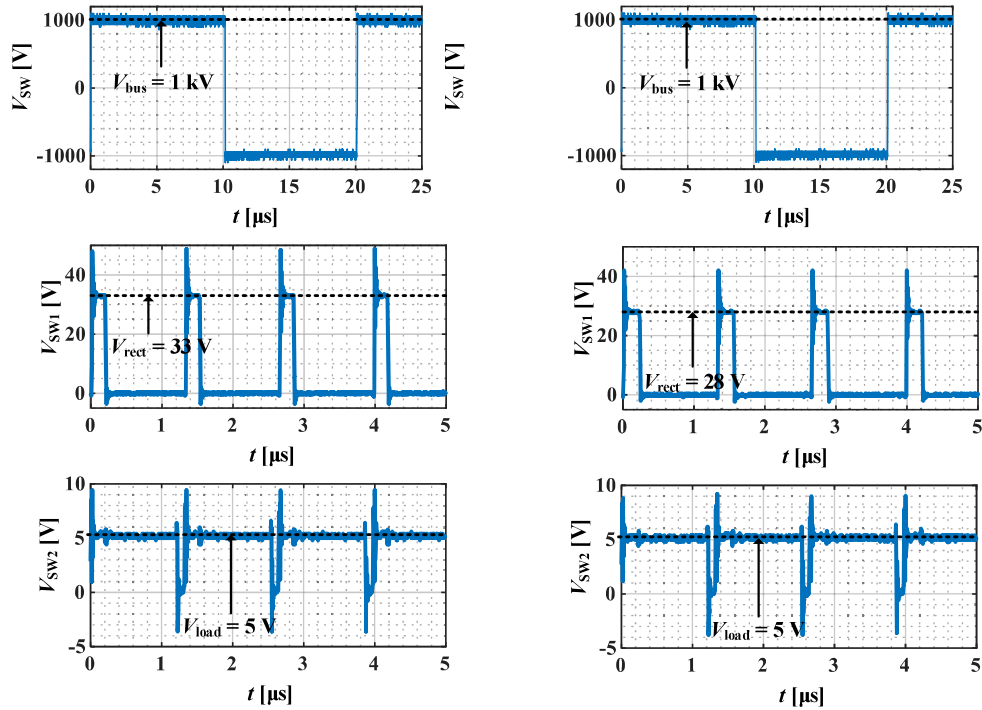 V_SW [V]
1000
0
-1000
V_bus = 1 kV
0 5 10 15 20 25
t [µs]
V_SW [V]
1000
0
-1000
V_bus = 1 kV
0 5 10 15 20 25
t [µs]
V_SW1 [V]
40
20
0
V_rect = 33 V
0 1 2 3 4 5
t [µs]
V_SW1 [V]
40
20
0
V_rect = 28 V
0 1 2 3 4 5
t [µs]
V_SW2 [V]
10
5
0
-5
V_load = 5 V
0 1 2 3 4 5
t [µs]
V_SW2 [V]
10
5
0
-5
V_load = 5 V
0 1 2 3 4 5
t [µs]